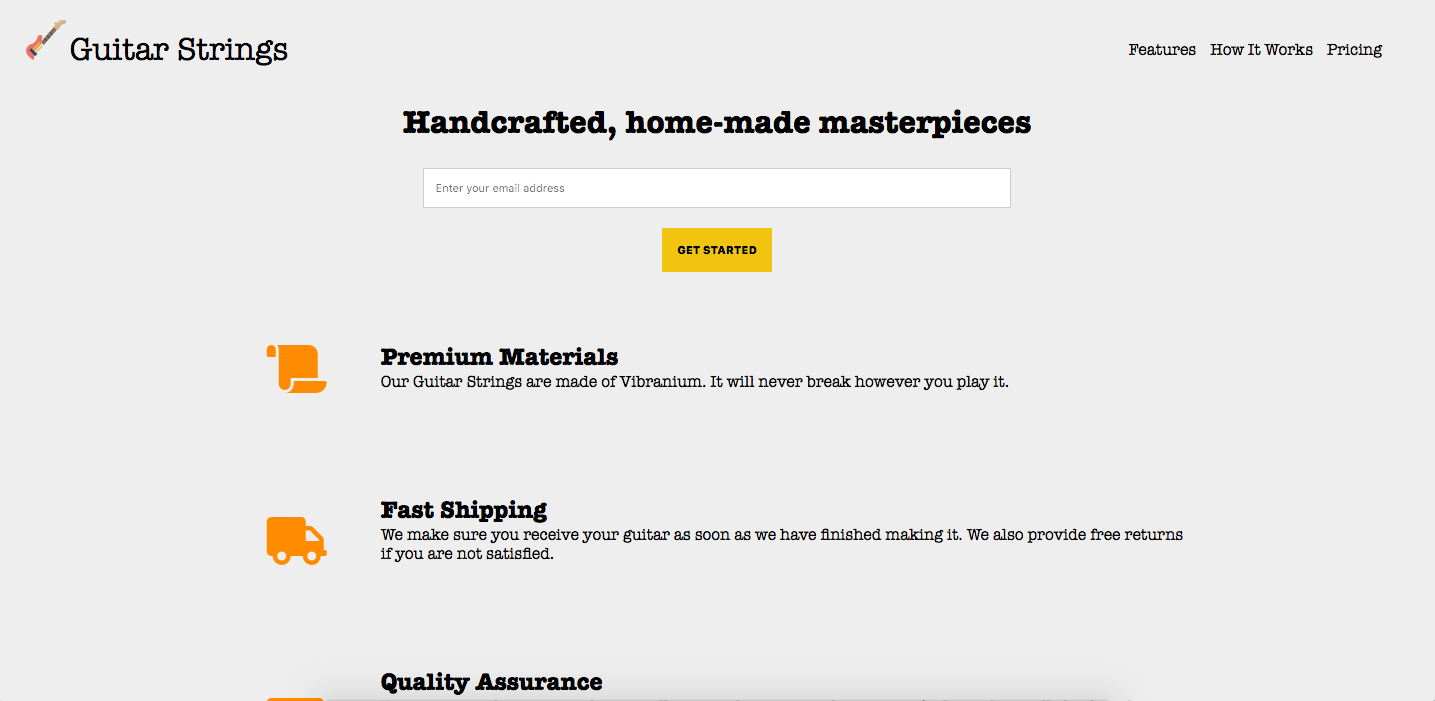 Guitar Strings
Features How It Works Pricing
Handcrafted, home-made masterpieces
Enter your email address
GET STARTED
Premium Materials
Our Guitar Strings are made of Vibranium. It will never break however you play it.
Fast Shipping
We make sure you receive your guitar as soon as we have finished making it. We also provide free returns
if you are not satisfied.
Quality Assurance